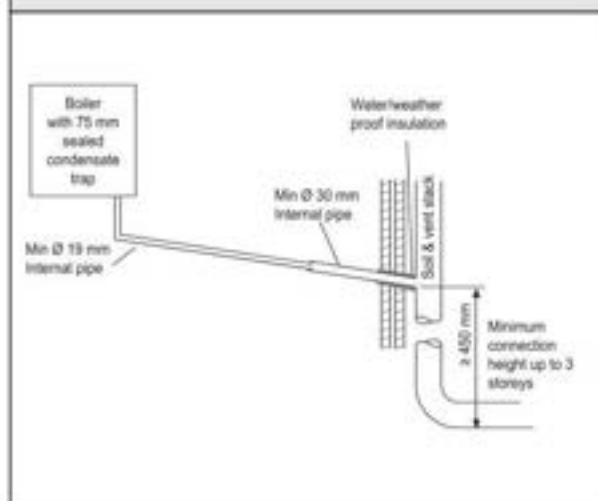 Boiler
with 75 mm
sealed
condensate
trap
Water/weather
proof insulation
Min Ø 30 mm
Internal pipe
Soil & vent stack
Min Ø 19 mm
Internal pipe
≥ 450 mm
Minimum
connection
height up to 3
storeys